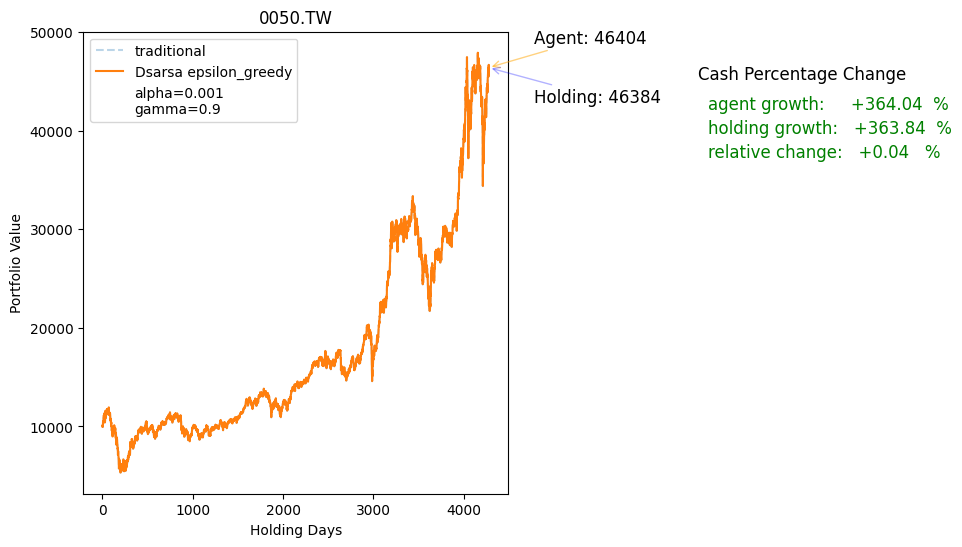 0050.TW
traditional
Dsarsa epsilon_greedy
alpha=0.001
gamma=0.9
Agent: 46404
Holding: 46384
Cash Percentage Change
agent growth: +364.04 %
holding growth: +363.84 %
relative change: +0.04 %
Portfolio Value
50000
40000
30000
20000
10000
0
1000
2000
3000
4000
Holding Days